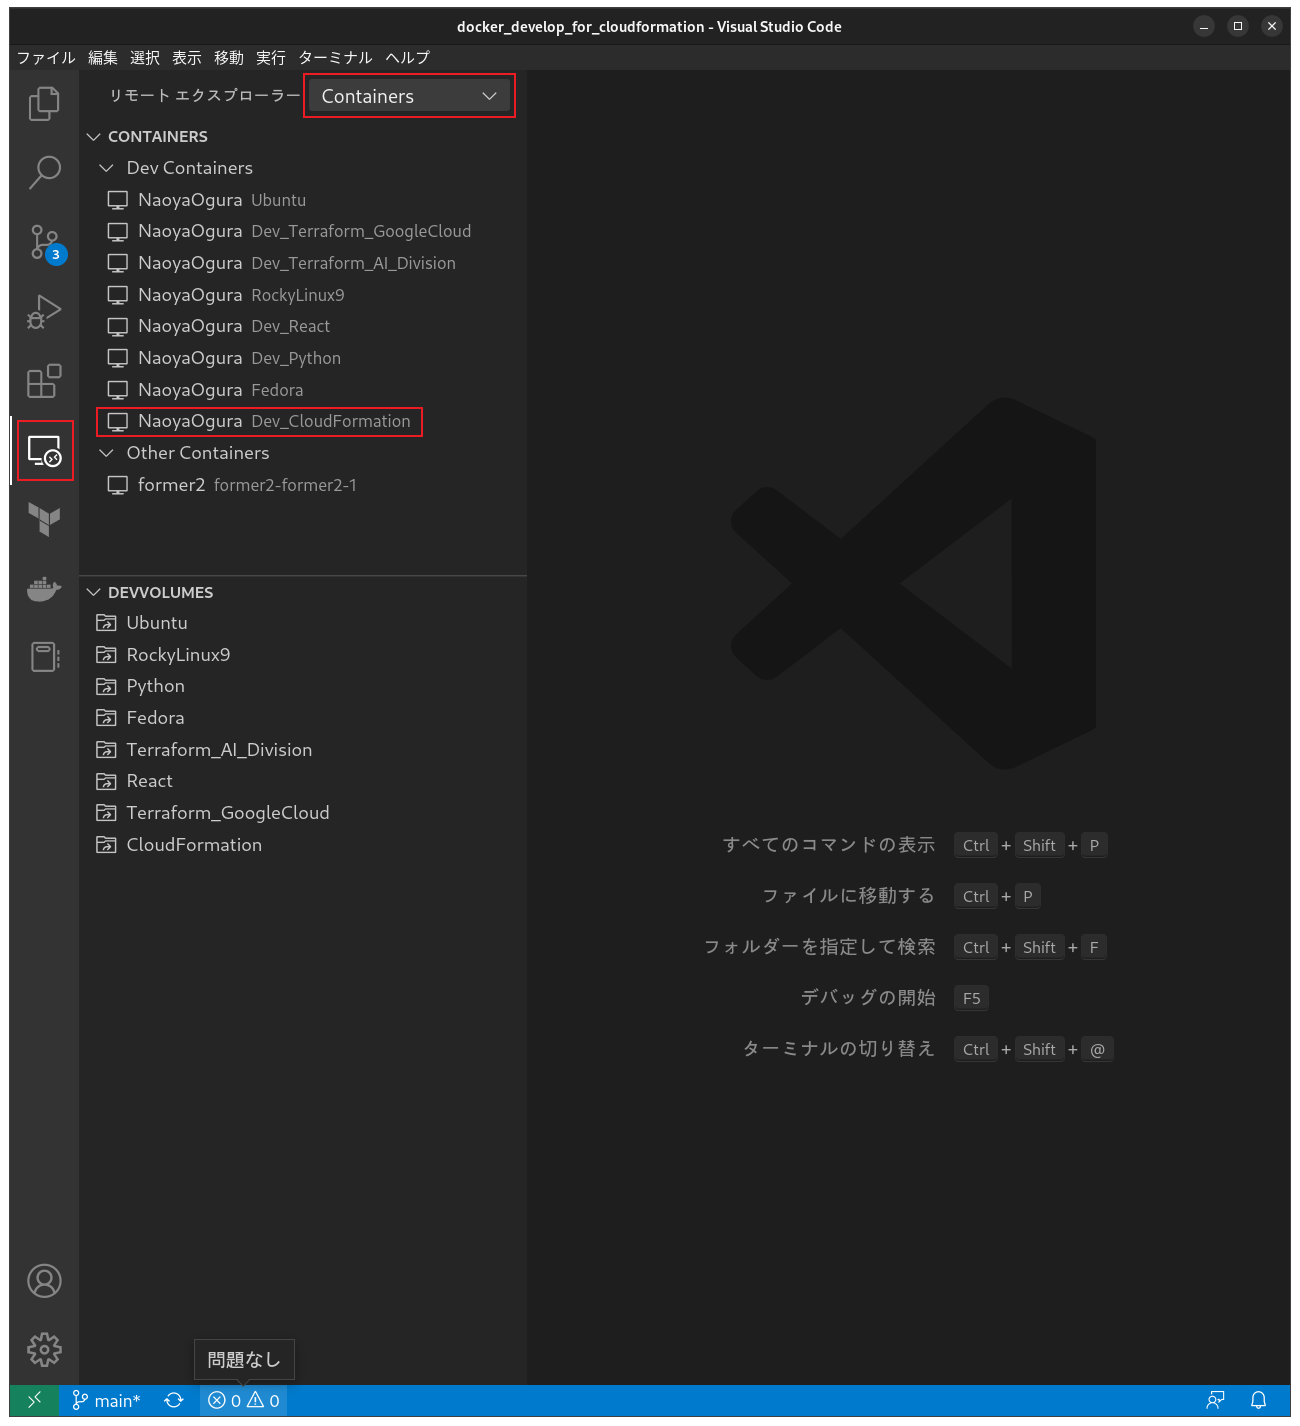 docker_develop_for_cloudformation - Visual Studio Code
ファイル 編集 選択 表示 移動 実行 ターミナル ヘルプ
リモート エクスプローラー Containers
CONTAINERS
Dev Containers
NaoyaOgura Ubuntu
NaoyaOgura Dev_Terraform_GoogleCloud
NaoyaOgura Dev_Terraform_AI_Division
NaoyaOgura RockyLinux9
NaoyaOgura Dev_React
NaoyaOgura Dev_Python
NaoyaOgura Fedora
NaoyaOgura Dev_CloudFormation
Other Containers
former2 former2-former2-1
3
DEVVOLUMES
Ubuntu
RockyLinux9
Python
Fedora
Terraform_AI_Division
React
Terraform_GoogleCloud
CloudFormation
すべてのコマンドの表示 Ctrl + Shift + P
ファイルに移動する Ctrl + P
フォルダーを指定して検索 Ctrl + Shift + F
デバッグの開始 F5
ターミナルの切り替え Ctrl + Shift + @
問題なし
main* 0 0